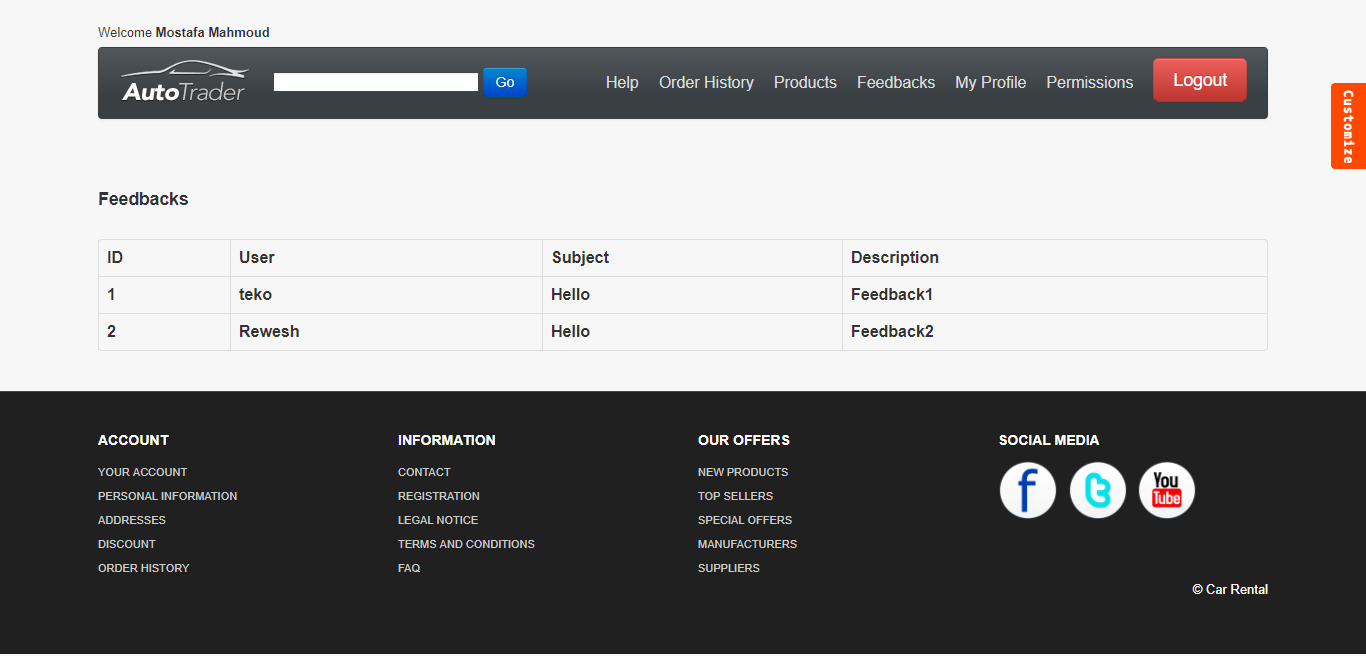 Welcome Mostafa Mahmoud
AutoTrader Go Help Order History Products Feedbacks My Profile Permissions Logout
Customize
Feedbacks
ID User Subject Description
1 teko Hello Feedback1
2 Rewesh Hello Feedback2
ACCOUNT INFORMATION OUR OFFERS SOCIAL MEDIA
YOUR ACCOUNT CONTACT NEW PRODUCTS
PERSONAL INFORMATION REGISTRATION TOP SELLERS
ADDRESSES LEGAL NOTICE SPECIAL OFFERS
DISCOUNT TERMS AND CONDITIONS MANUFACTURERS
ORDER HISTORY FAQ SUPPLIERS
f t You
Tube
© Car Rental